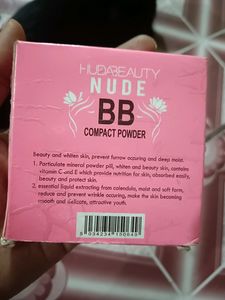 HUDABEAUTY
NUDE
BB
COMPACT POWDER
Beauty and whiten skin, prevent furrow occuring and deep moist.
1. Particulate mineral powder pill, whiten and beauty skin, contains
vitamin C and E which provide nutrition for skin, absorbed easily,
beauty and protect skin.
2. essential liquid extracting from calendula, moist and soft form,
reduce and prevent wrinkle occuring, make the skin becoming
smooth and delicate, attractive youth.